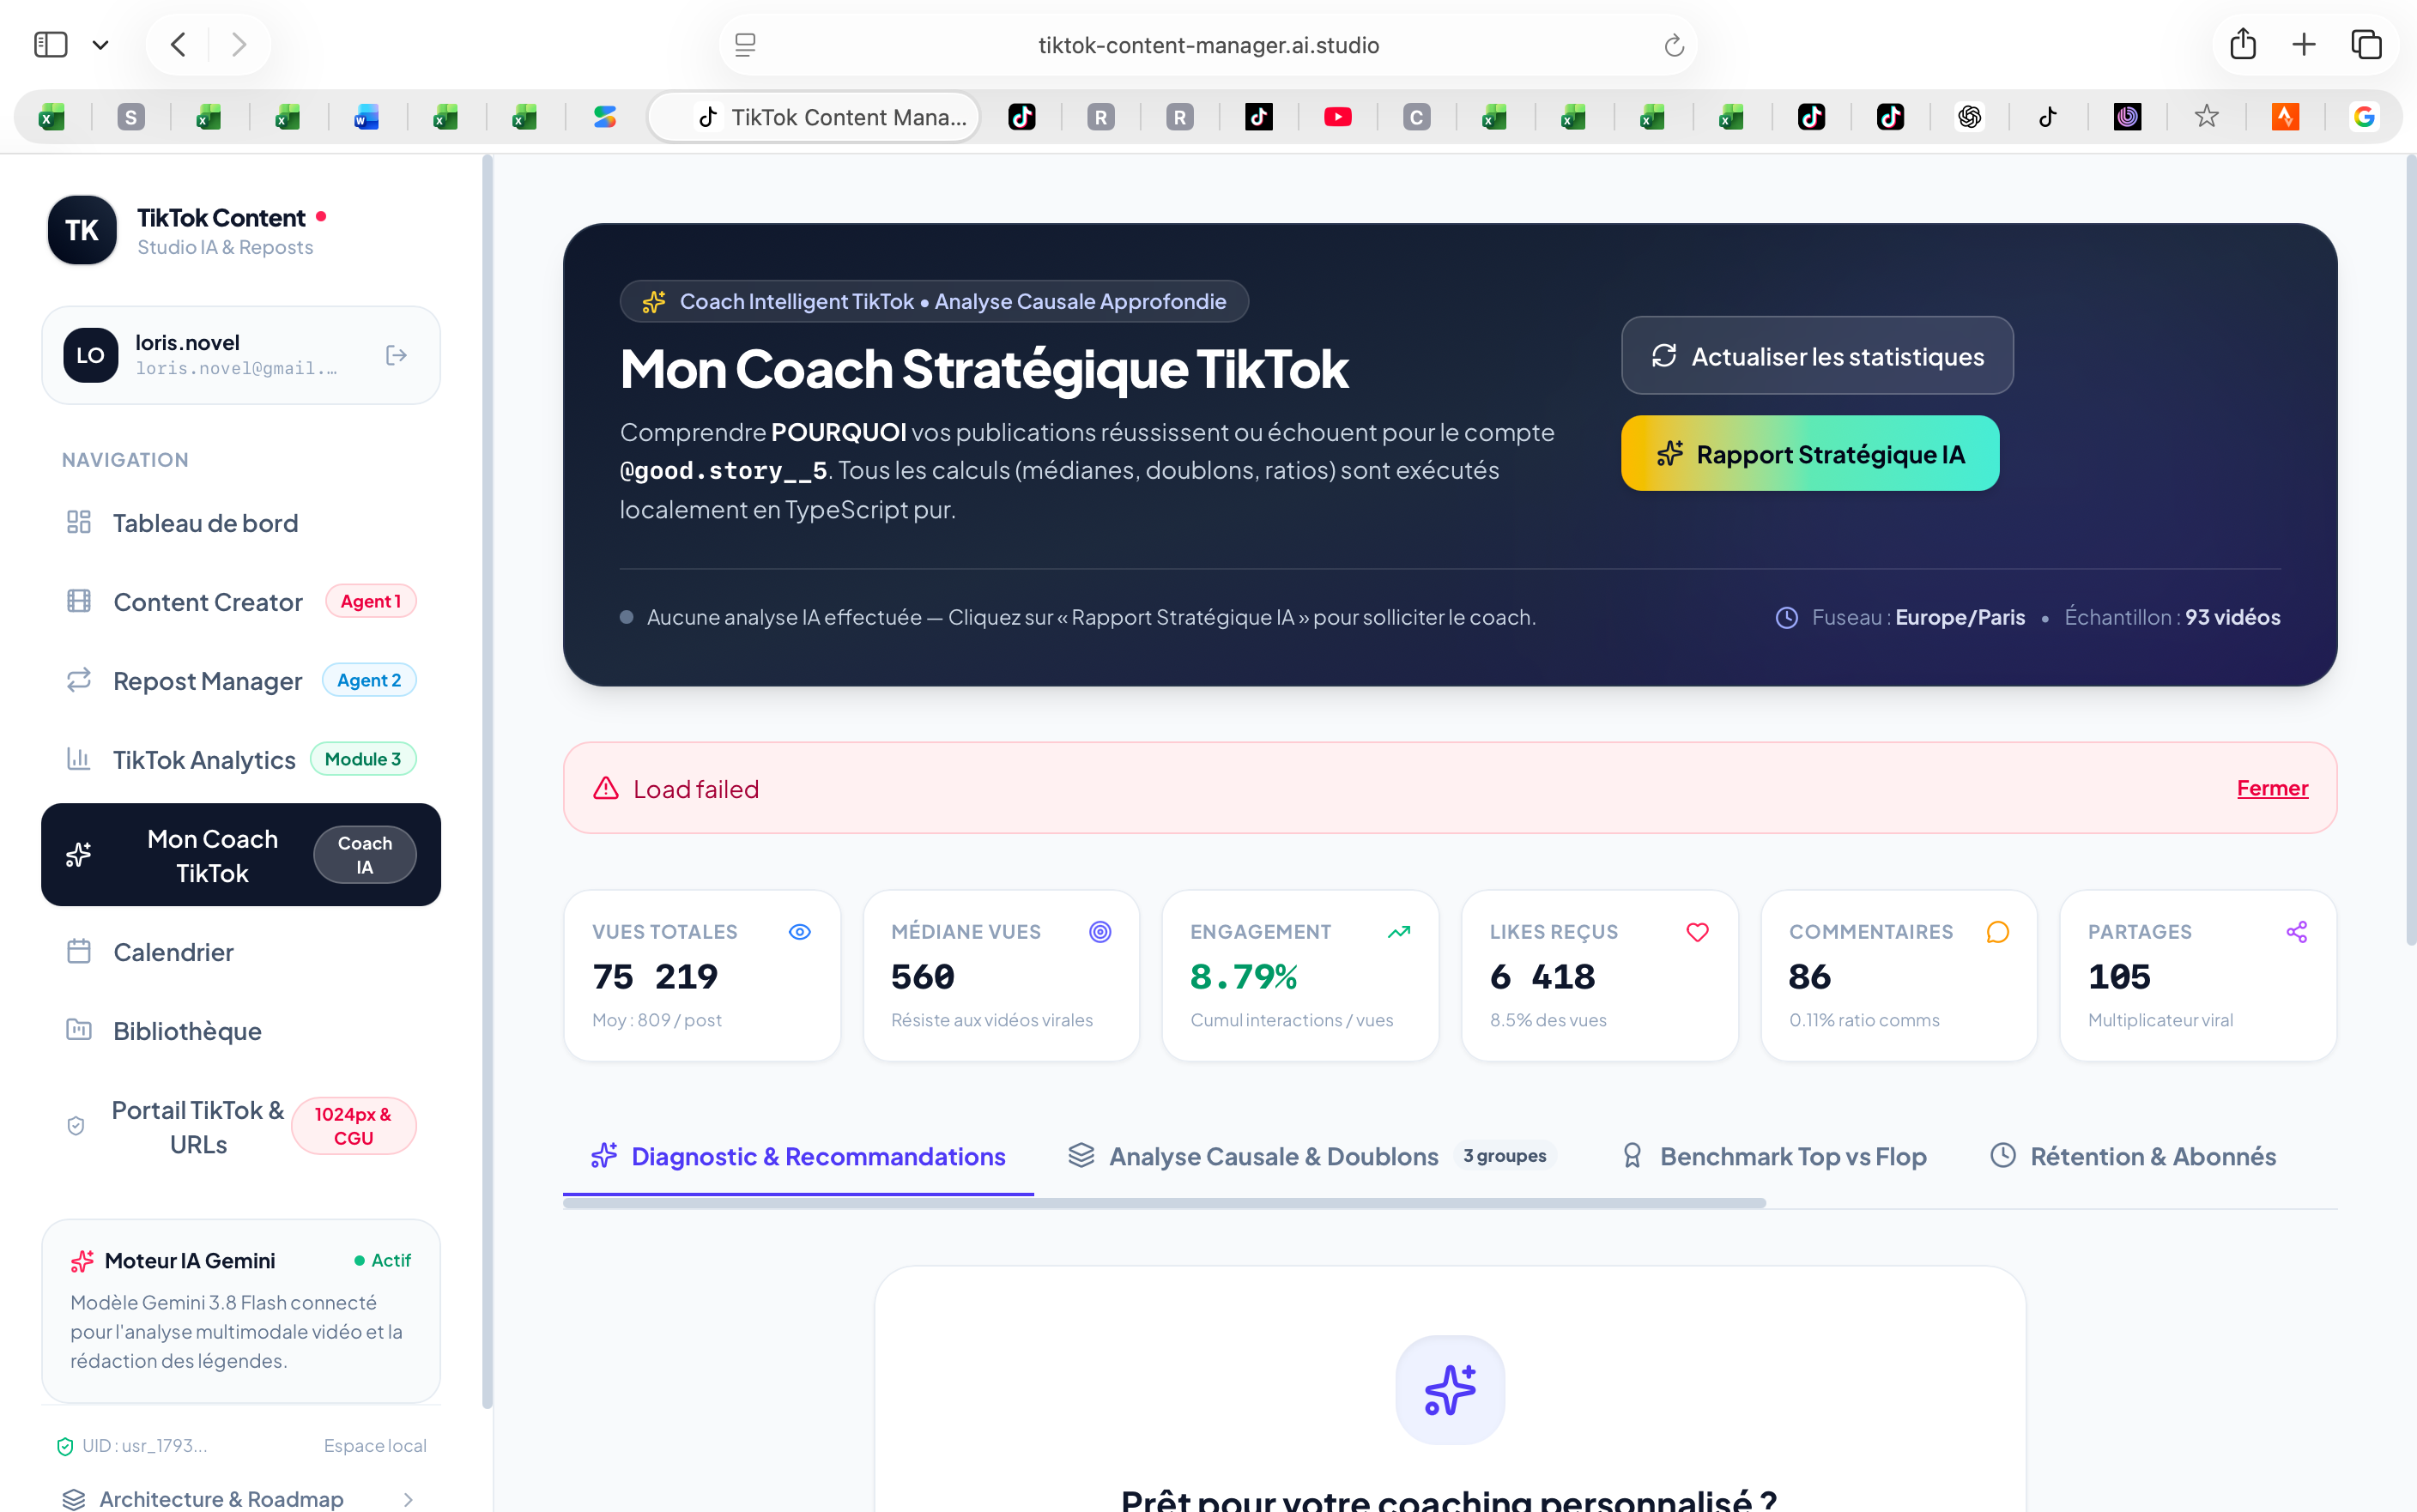 tiktok-content-manager.ai.studio
S
TikTok Content Mana...
R
R
C
TK
TikTok Content
Studio IA & Reposts
LO
loris.novel
loris.novel@gmail.…
NAVIGATION
Tableau de bord
Content Creator
Agent 1
Repost Manager
Agent 2
TikTok Analytics
Module 3
Mon Coach
TikTok
Coach
IA
Calendrier
Bibliothèque
Portail TikTok &
URLs
1024px &
CGU
Moteur IA Gemini
Actif
Modèle Gemini 3.8 Flash connecté
pour l'analyse multimodale vidéo et la
rédaction des légendes.
UID : usr_1793...
Espace local
Architecture & Roadmap
Coach Intelligent TikTok • Analyse Causale Approfondie
Mon Coach Stratégique TikTok
Comprendre POURQUOI vos publications réussissent ou échouent pour le compte
@good.story__5. Tous les calculs (médianes, doublons, ratios) sont exécutés
localement en TypeScript pur.
Actualiser les statistiques
Rapport Stratégique IA
Aucune analyse IA effectuée — Cliquez sur « Rapport Stratégique IA » pour solliciter le coach.
Fuseau : Europe/Paris • Échantillon : 93 vidéos
Load failed
Fermer
VUES TOTALES
75 219
Moy : 809 / post
MÉDIANE VUES
560
Résiste aux vidéos virales
ENGAGEMENT
8.79%
Cumul interactions / vues
LIKES REÇUS
6 418
8.5% des vues
COMMENTAIRES
86
0.11% ratio comms
PARTAGES
105
Multiplicateur viral
Diagnostic & Recommandations
Analyse Causale & Doublons
3 groupes
Benchmark Top vs Flop
Rétention & Abonnés
Prêt pour votre coaching personnalisé ?